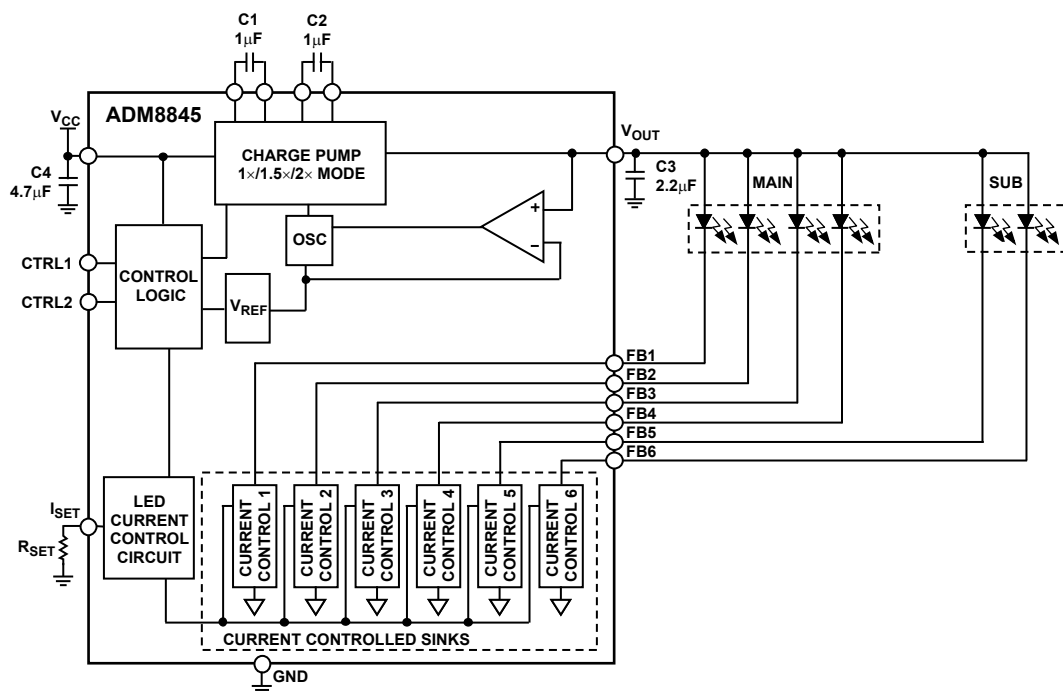 C1
1μF
C2
1μF
ADM8845
VCC
C4
4.7μF
CHARGE PUMP
1×/1.5×/2× MODE
VOUT
C3
2.2μF
MAIN
SUB
OSC
+
–
CTRL1
CTRL2
CONTROL
LOGIC
VREF
FB1
FB2
FB3
FB4
FB5
FB6
ISET
RSET
LED
CURRENT
CONTROL
CIRCUIT
CURRENT
CONTROL 1
CURRENT
CONTROL 2
CURRENT
CONTROL 3
CURRENT
CONTROL 4
CURRENT
CONTROL 5
CURRENT
CONTROL 6
CURRENT CONTROLLED SINKS
GND